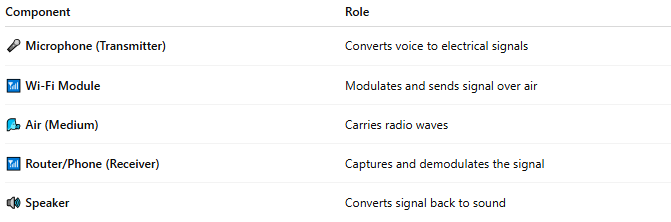 Component Role
🎤 Microphone (Transmitter) Converts voice to electrical signals
📶 Wi-Fi Module Modulates and sends signal over air
🌬️ Air (Medium) Carries radio waves
📶 Router/Phone (Receiver) Captures and demodulates the signal
🔊 Speaker Converts signal back to sound